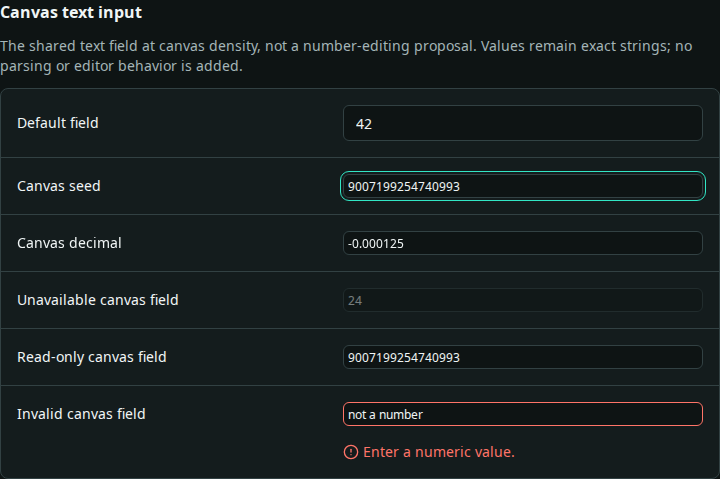 Canvas text input
The shared text field at canvas density, not a number-editing proposal. Values remain exact strings; no
parsing or editor behavior is added.
Default field
42
Canvas seed
9007199254740993
Canvas decimal
-0.000125
Unavailable canvas field
24
Read-only canvas field
9007199254740993
Invalid canvas field
not a number
Enter a numeric value.